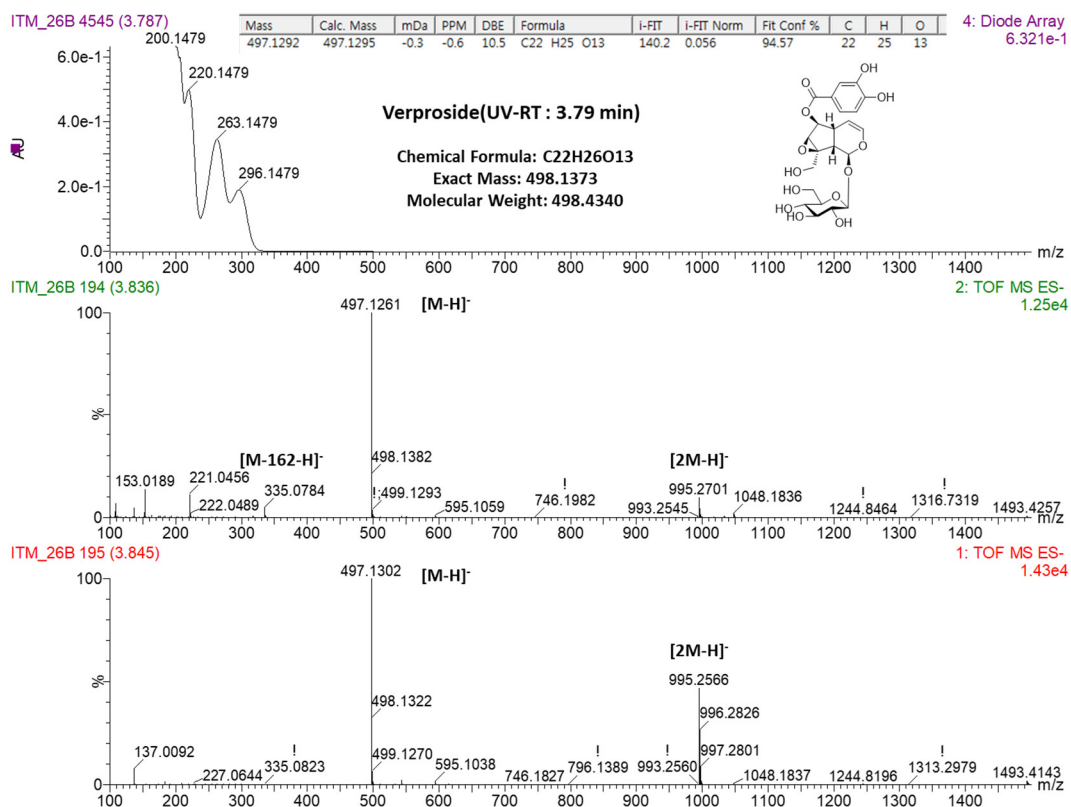 ITM_26B 4545 (3.787)
Mass Calc. Mass mDa PPM DBE Formula i-FIT i-FIT Norm Fit Conf % C H O
497.1292 497.1295 -0.3 -0.6 10.5 C22 H25 O13 140.2 0.056 94.57 22 25 13
4: Diode Array
6.321e-1
200.1479
6.0e-1
220.1479
4.0e-1
263.1479
AU
2.0e-1
296.1479
0.0
Verproside(UV-RT : 3.79 min)
Chemical Formula: C22H26O13
Exact Mass: 498.1373
Molecular Weight: 498.4340
OH
O
OH
O
H
O
O
H
HO
O
HO
O
HO
HO
OH
100 200 300 400 500 600 700 800 900 1000 1100 1200 1300 1400 m/z
ITM_26B 194 (3.836)
2: TOF MS ES-
1.25e4
100
%
0
497.1261 [M-H]-
498.1382
[M-162-H]-
[2M-H]-
153.0189
221.0456
222.0489
335.0784
! 499.1293
595.1059
!
746.1982
995.2701
993.2545
1048.1836
!
1244.8464
!
1316.7319
1493.4257
100 200 300 400 500 600 700 800 900 1000 1100 1200 1300 1400 m/z
ITM_26B 195 (3.845)
1: TOF MS ES-
1.43e4
100
%
0
497.1302 [M-H]-
[2M-H]-
995.2566
498.1322
996.2826
137.0092
227.0644
!
335.0823
499.1270
595.1038
746.1827
!
796.1389
!
993.2560
997.2801
1048.1837
1244.8196
!
1313.2979
1493.4143
100 200 300 400 500 600 700 800 900 1000 1100 1200 1300 1400 m/z